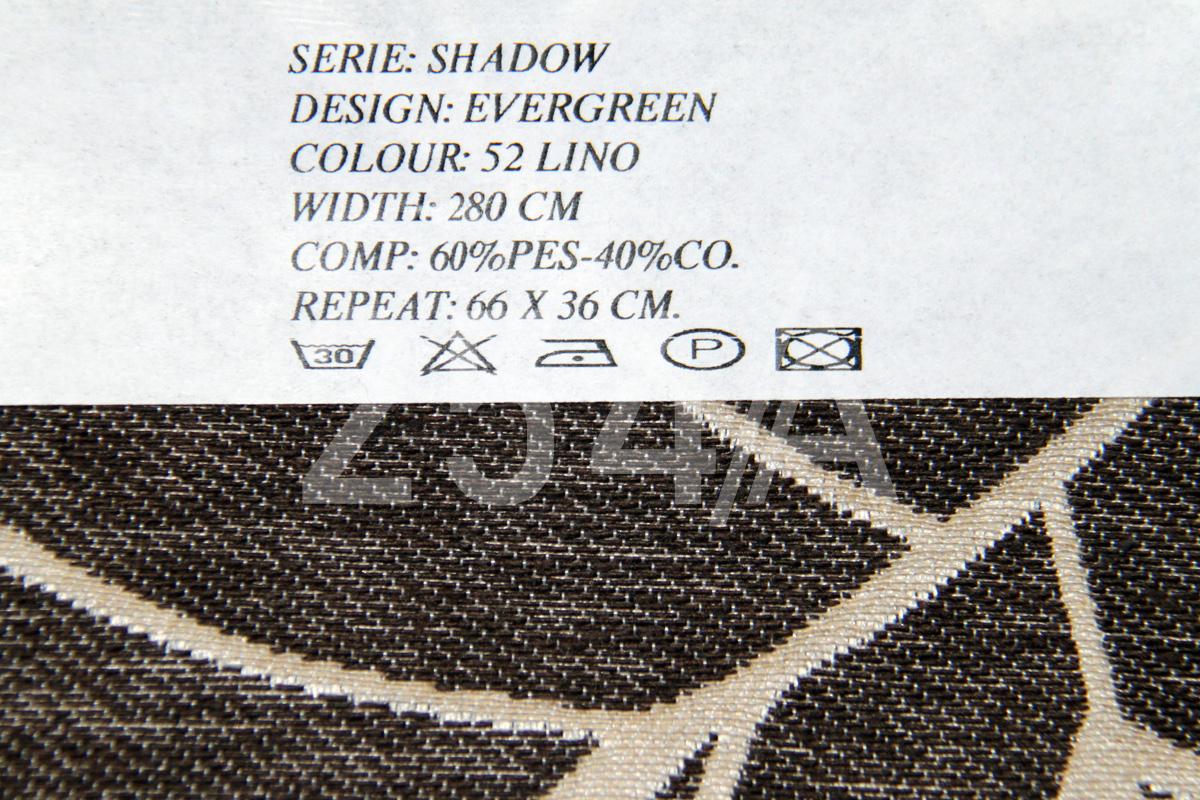 SERIE: SHADOW
DESIGN: EVERGREEN
COLOUR: 52 LINO
WIDTH: 280 CM
COMP: 60%PES-40%CO.
REPEAT: 66 X 36 CM.
30 P
254/A